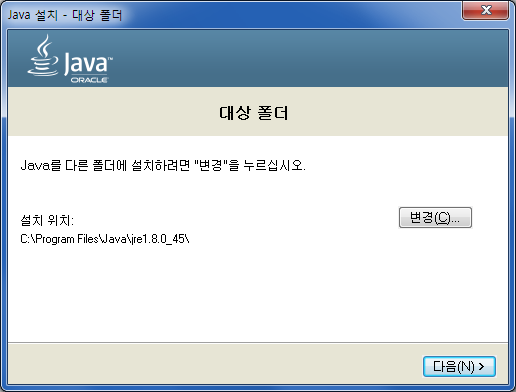 Java 설치 - 대상 폴더
Java™
ORACLE
대상 폴더
Java를 다른 폴더에 설치하려면 "변경"을 누르십시오.
설치 위치:
변경(C)...
C:\Program Files\Java\jre1.8.0_45\
다음(N) >